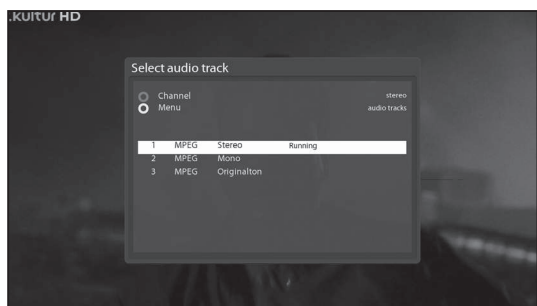 .kultur HD
Select audio track
Channel stereo
Menu audio tracks
1 MPEG Stereo Running
2 MPEG Mono
3 MPEG Originalton